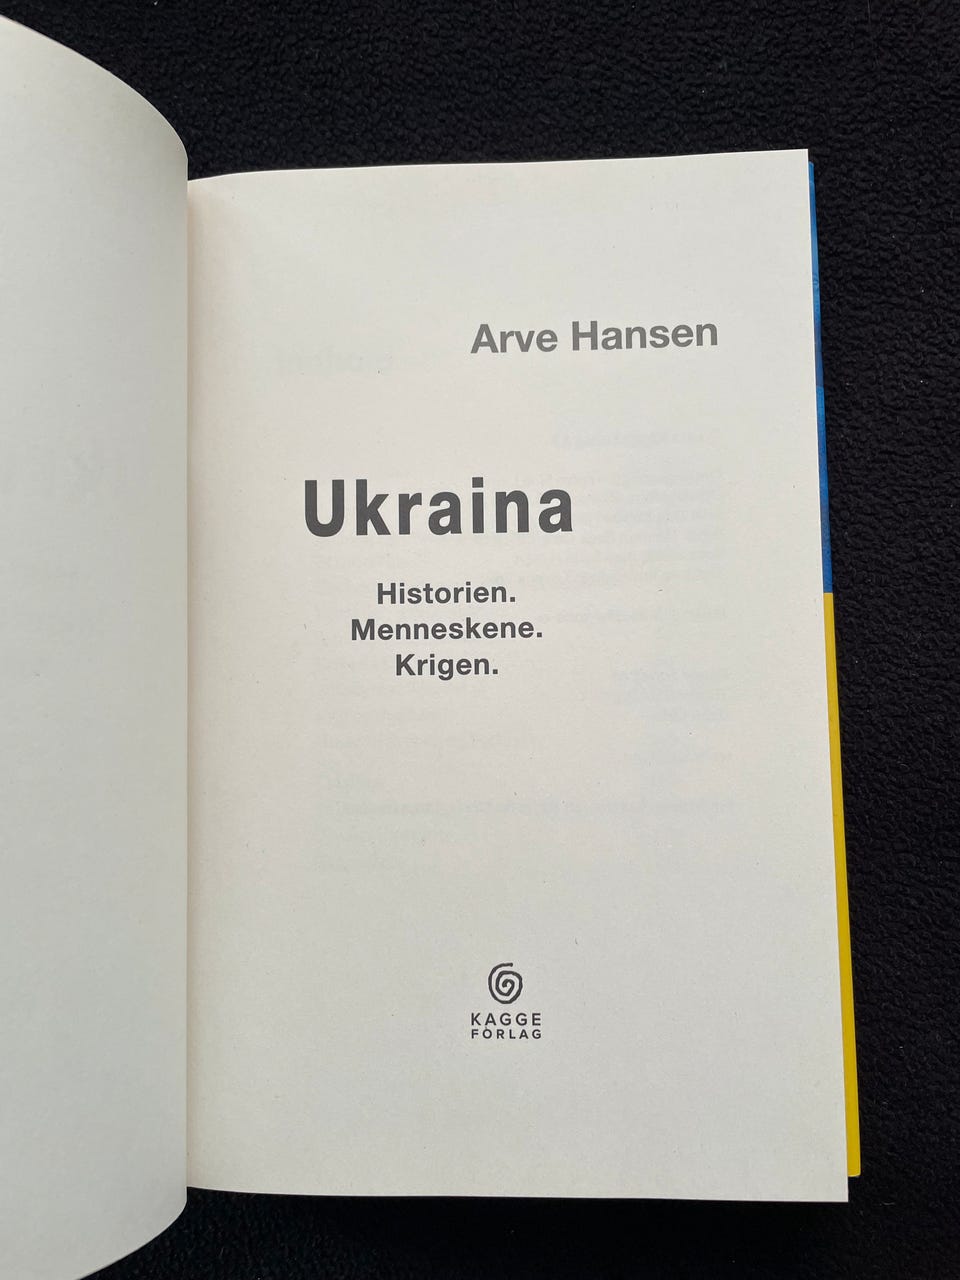 Arve Hansen
Ukraina
Historien.
Menneskene.
Krigen.
KAGGE
FORLAG